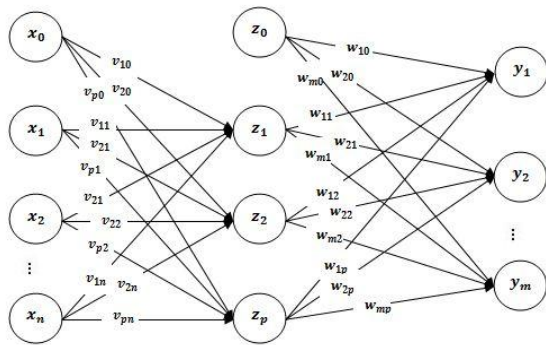 x₀
z₀
v₁₀
v₂₀
vₚ₀
w₁₀
w₂₀
wₘ₀
y₁
x₁
v₁₁
v₂₁
vₚ₁
z₁
w₁₁
w₂₁
wₘ₁
x₂
v₂₁
v₂₂
vₚ₂
z₂
w₁₂
w₂₂
wₘ₂
y₂
⋮
⋮
v₁ₙ
v₂ₙ
w₁ₚ
w₂ₚ
xₙ
vₚₙ
zₚ
wₘₚ
yₘ